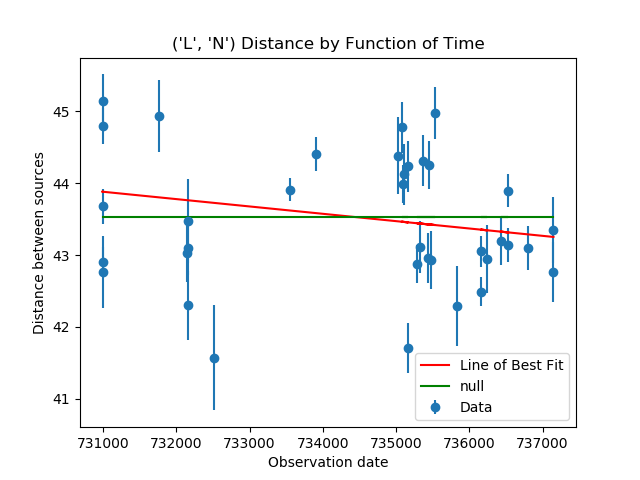 ('L', 'N') Distance by Function of Time
Distance between sources
45
44
43
42
41
731000 732000 733000 734000 735000 736000 737000
Observation date
Line of Best Fit
null
Data